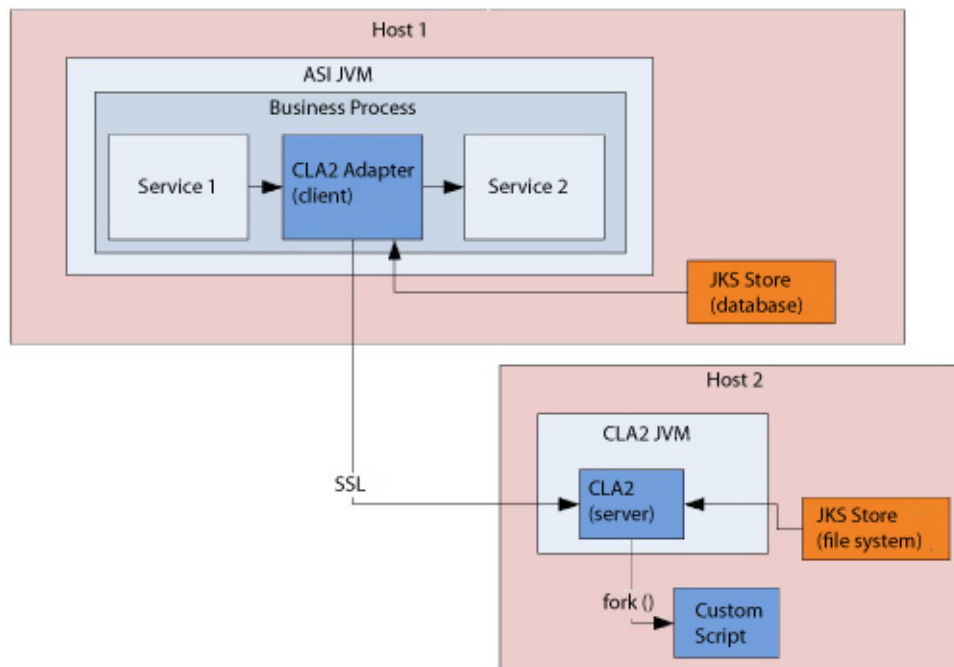 Host 1
ASI JVM
Business Process
Service 1
CLA2 Adapter
(client)
Service 2
JKS Store
(database)
Host 2
CLA2 JVM
SSL
CLA2
(server)
JKS Store
(file system)
fork ()
Custom
Script